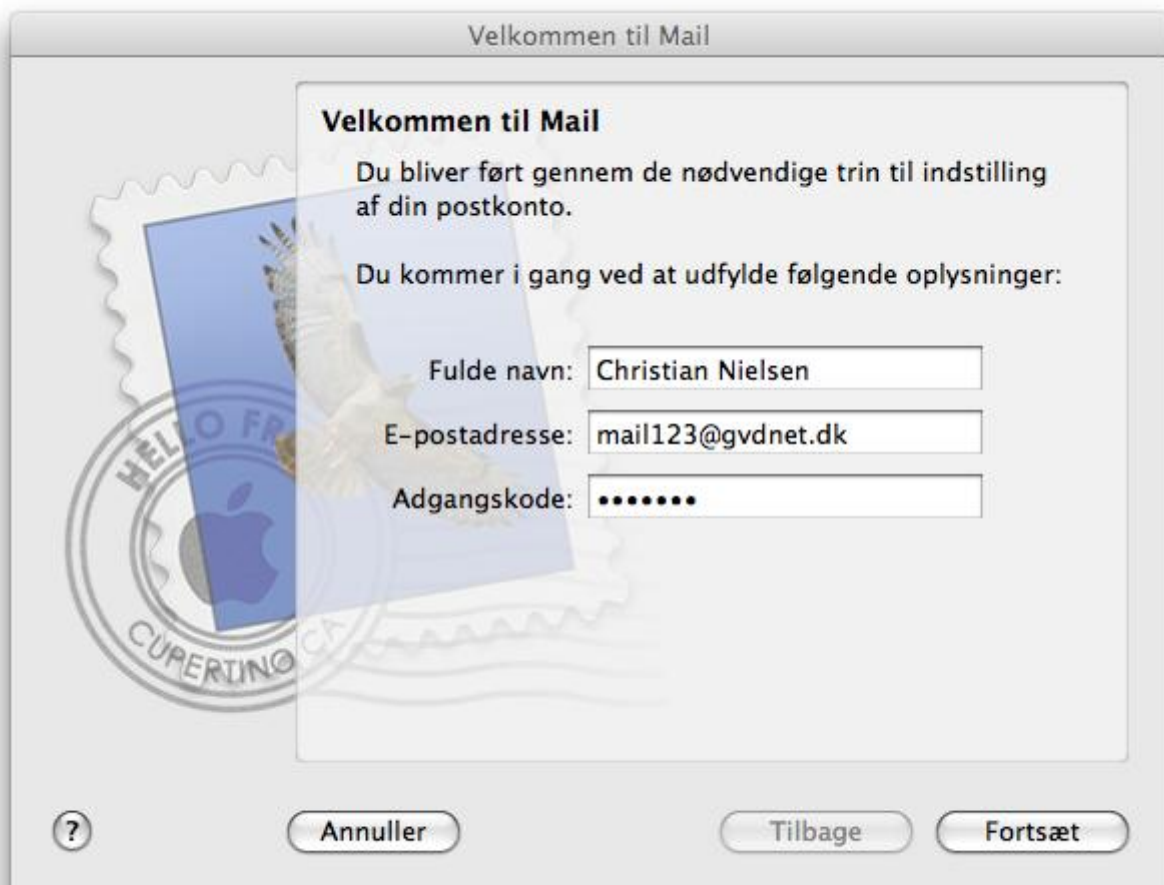 Velkommen til Mail
Velkommen til Mail
Du bliver ført gennem de nødvendige trin til indstilling
af din postkonto.
Du kommer i gang ved at udfylde følgende oplysninger:
Fulde navn: Christian Nielsen
E-postadresse: mail123@gvdnet.dk
Adgangskode: •••••••
HELLO FR
CUPERTINO CA
? Annuller Tilbage Fortsæt